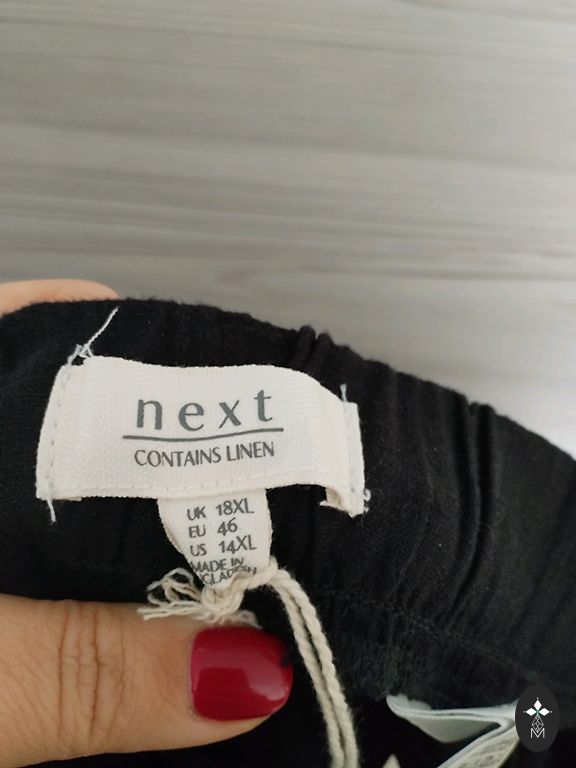 next
CONTAINS LINEN
UK 18XL
EU 46
US 14XL
MADE IN
M